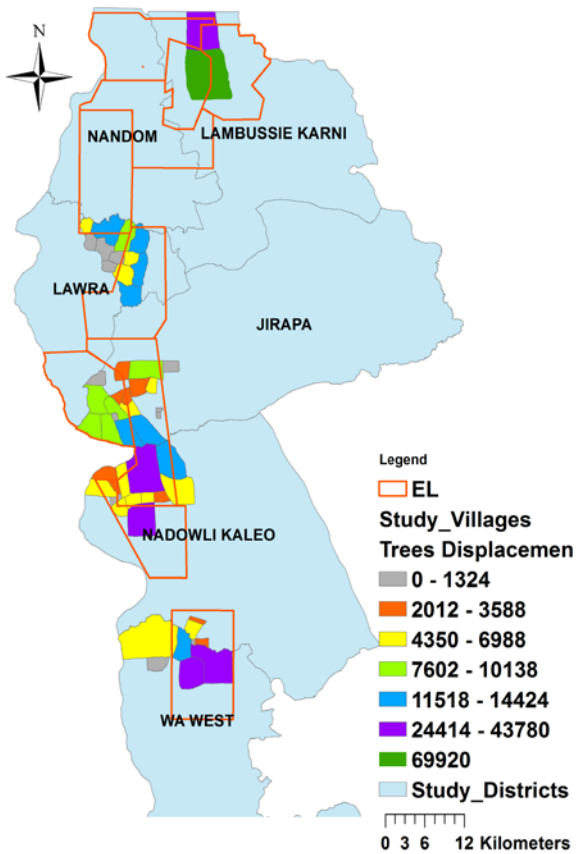 N
NANDOM
LAMBUSSIE KARNI
LAWRA
JIRAPA
NADOWLI KALEO
WA WEST
Legend
EL
Study_Villages
Trees Displacemen
0 - 1324
2012 - 3588
4350 - 6988
7602 - 10138
11518 - 14424
24414 - 43780
69920
Study_Districts
0 3 6 12 Kilometers